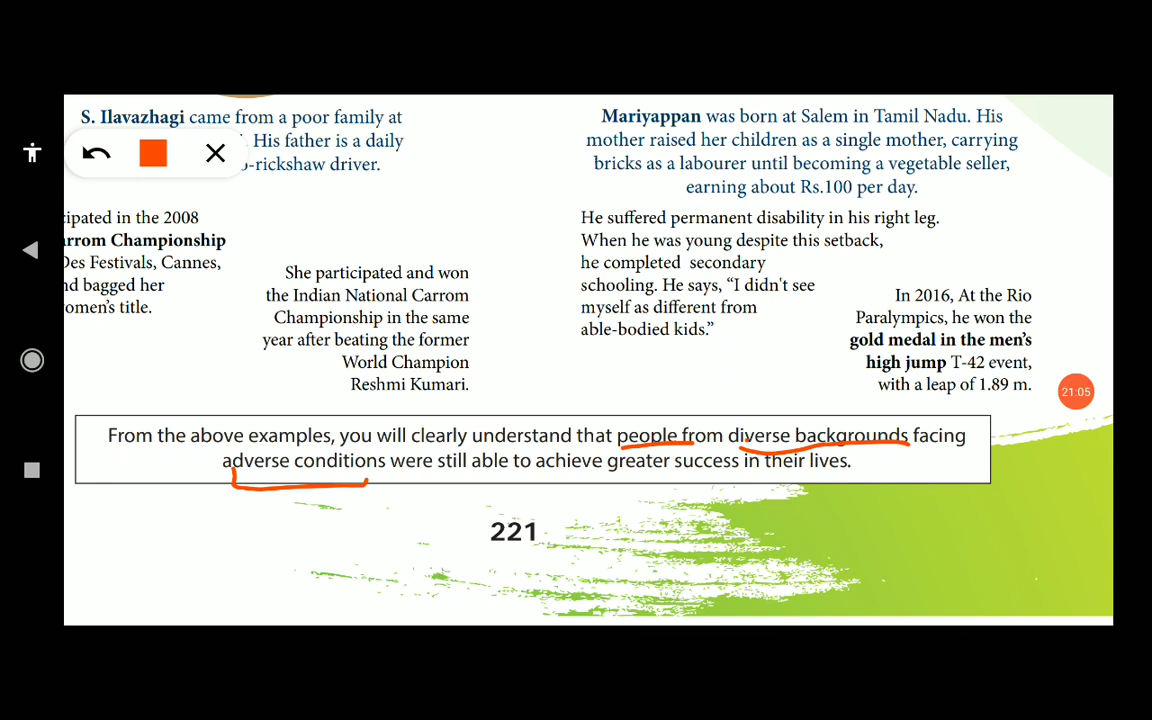 S. Ilavazhagi came from a poor family at
. His father is a daily
-rickshaw driver.
cipated in the 2008
arrom Championship
Des Festivals, Cannes,
nd bagged her
omen's title.
She participated and won
the Indian National Carrom
Championship in the same
year after beating the former
World Champion
Reshmi Kumari.
Mariyappan was born at Salem in Tamil Nadu. His
mother raised her children as a single mother, carrying
bricks as a labourer until becoming a vegetable seller,
earning about Rs.100 per day.
He suffered permanent disability in his right leg.
When he was young despite this setback,
he completed secondary
schooling. He says, “I didn't see
myself as different from
able-bodied kids.”
In 2016, At the Rio
Paralympics, he won the
gold medal in the men's
high jump T-42 event,
with a leap of 1.89 m.
21:05
From the above examples, you will clearly understand that people from diverse backgrounds facing
adverse conditions were still able to achieve greater success in their lives.
221